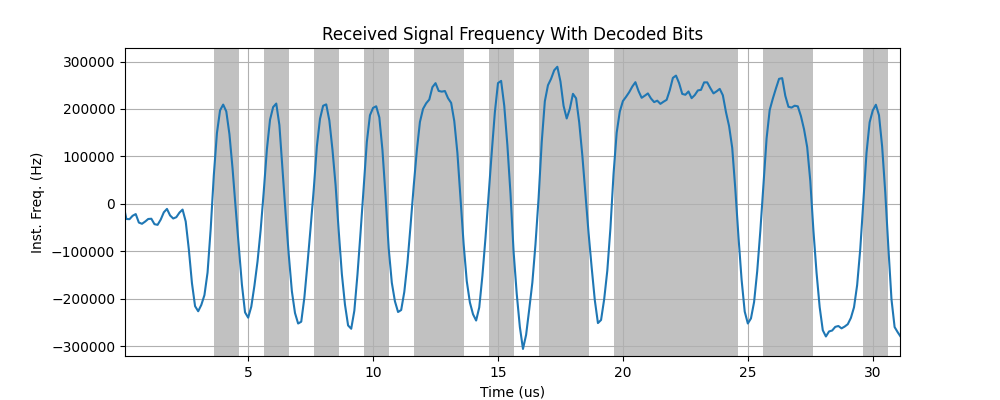 Received Signal Frequency With Decoded Bits
300000
200000
100000
0
−100000
−200000
−300000
Inst. Freq. (Hz)
5 10 15 20 25 30
Time (us)